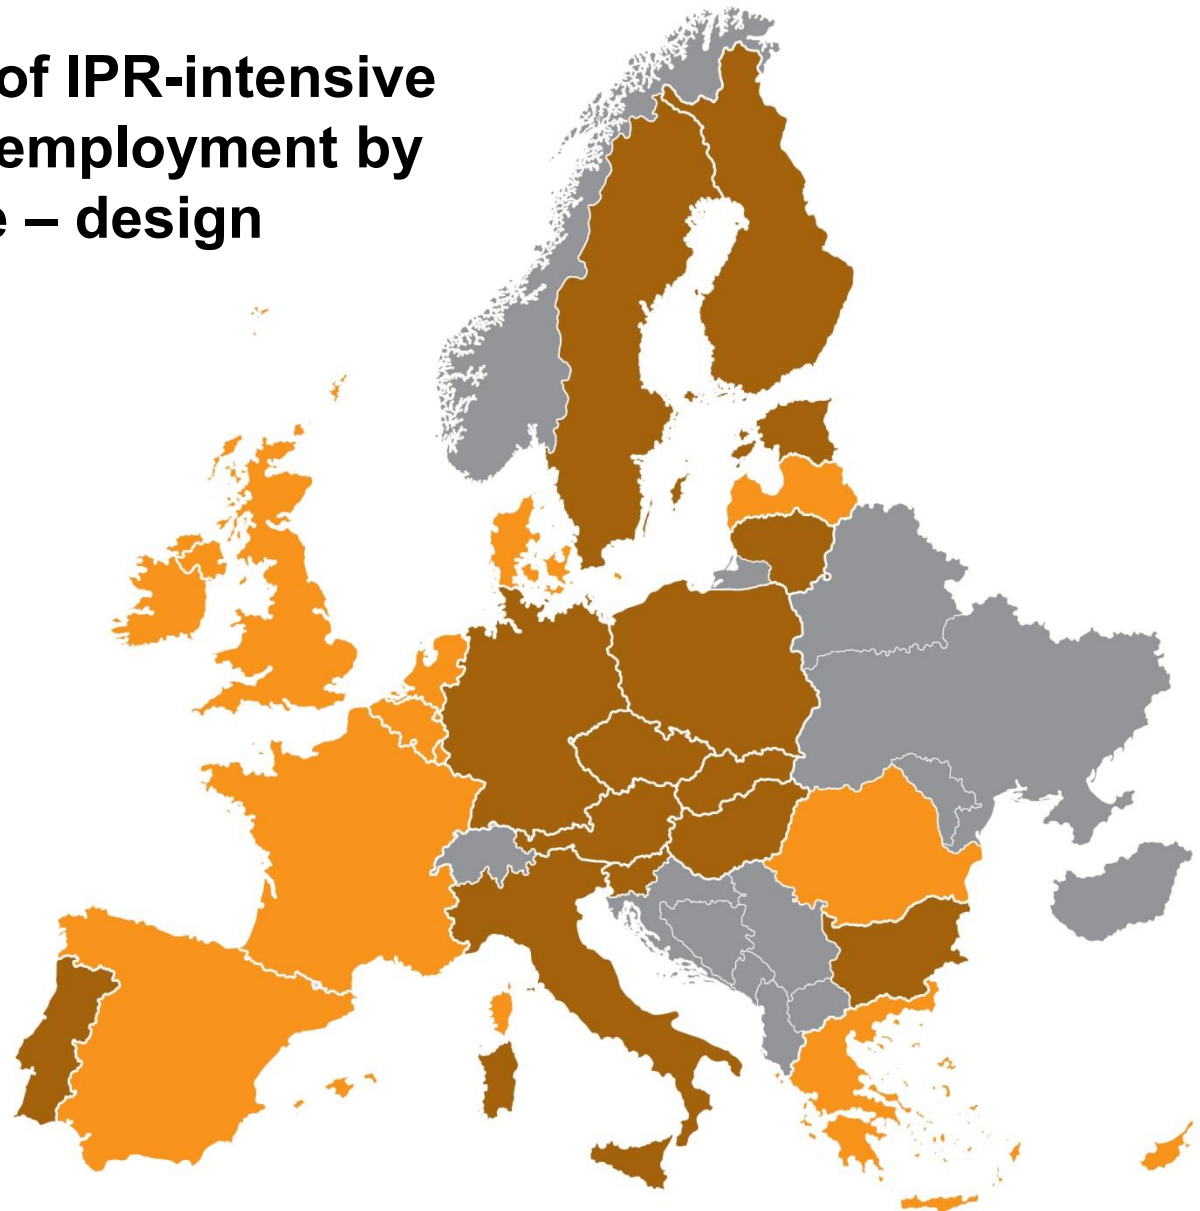 of IPR-intensive
employment by
– design